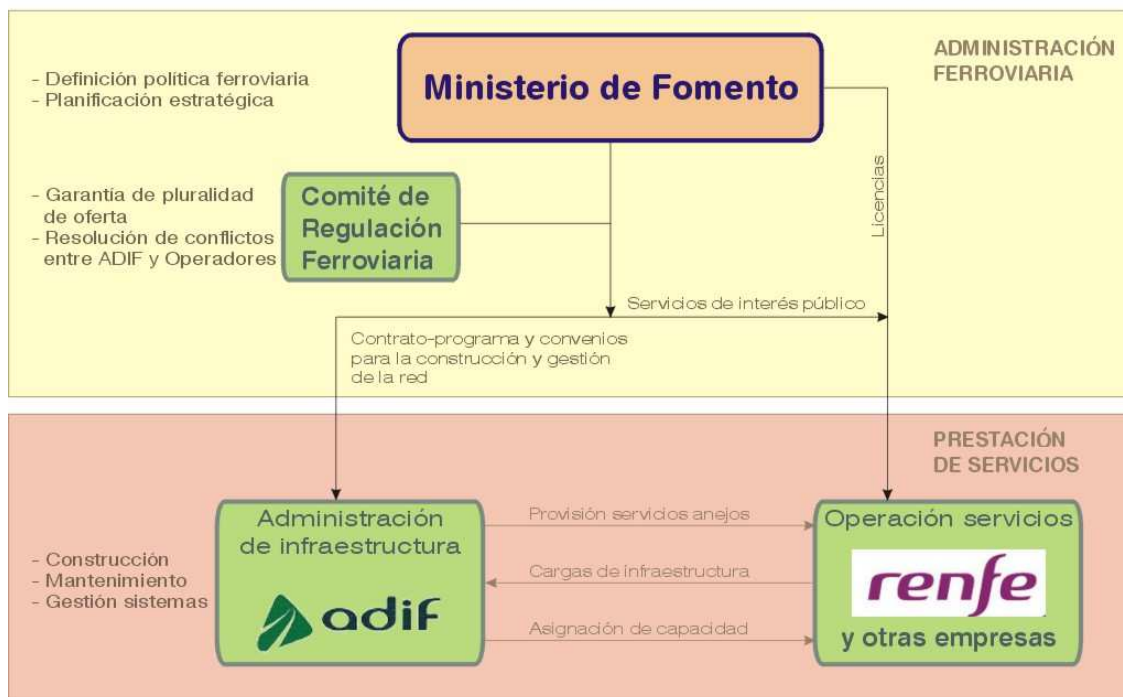 ADMINISTRACIÓN
FERROVIARIA
- Definición política ferroviaria
- Planificación estratégica
Ministerio de Fomento
Licencias
- Garantía de pluralidad
de oferta
- Resolución de conflictos
entre ADIF y Operadores
Comité de
Regulación
Ferroviaria
Servicios de interés público
Contrato-programa y convenios
para la construcción y gestión
de la red
PRESTACIÓN
DE SERVICIOS
- Construcción
- Mantenimiento
- Gestión sistemas
Administración
de infraestructura
adif
Provisión servicios anejos
Cargas de infraestructura
Asignación de capacidad
Operación servicios
renfe
y otras empresas